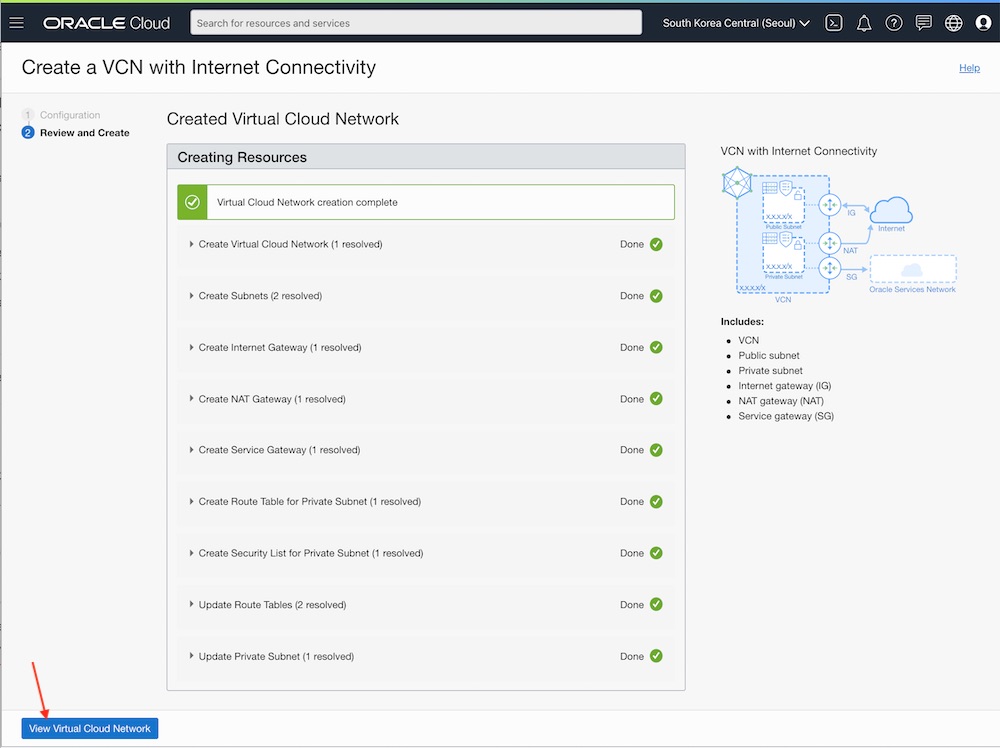 ORACLE Cloud
Search for resources and services
South Korea Central (Seoul)
Create a VCN with Internet Connectivity
Help
1 Configuration
2 Review and Create
Created Virtual Cloud Network
Creating Resources
Virtual Cloud Network creation complete
Create Virtual Cloud Network (1 resolved) Done
Create Subnets (2 resolved) Done
Create Internet Gateway (1 resolved) Done
Create NAT Gateway (1 resolved) Done
Create Service Gateway (1 resolved) Done
Create Route Table for Private Subnet (1 resolved) Done
Create Security List for Private Subnet (1 resolved) Done
Update Route Tables (2 resolved) Done
Update Private Subnet (1 resolved) Done
VCN with Internet Connectivity
x.x.x.x/x
Public Subnet
IG
Internet
NAT
x.x.x.x/x
Private Subnet
SG
x.x.x.x/x
Oracle Services Network
VCN
Includes:
VCN
Public subnet
Private subnet
Internet gateway (IG)
NAT gateway (NAT)
Service gateway (SG)
View Virtual Cloud Network